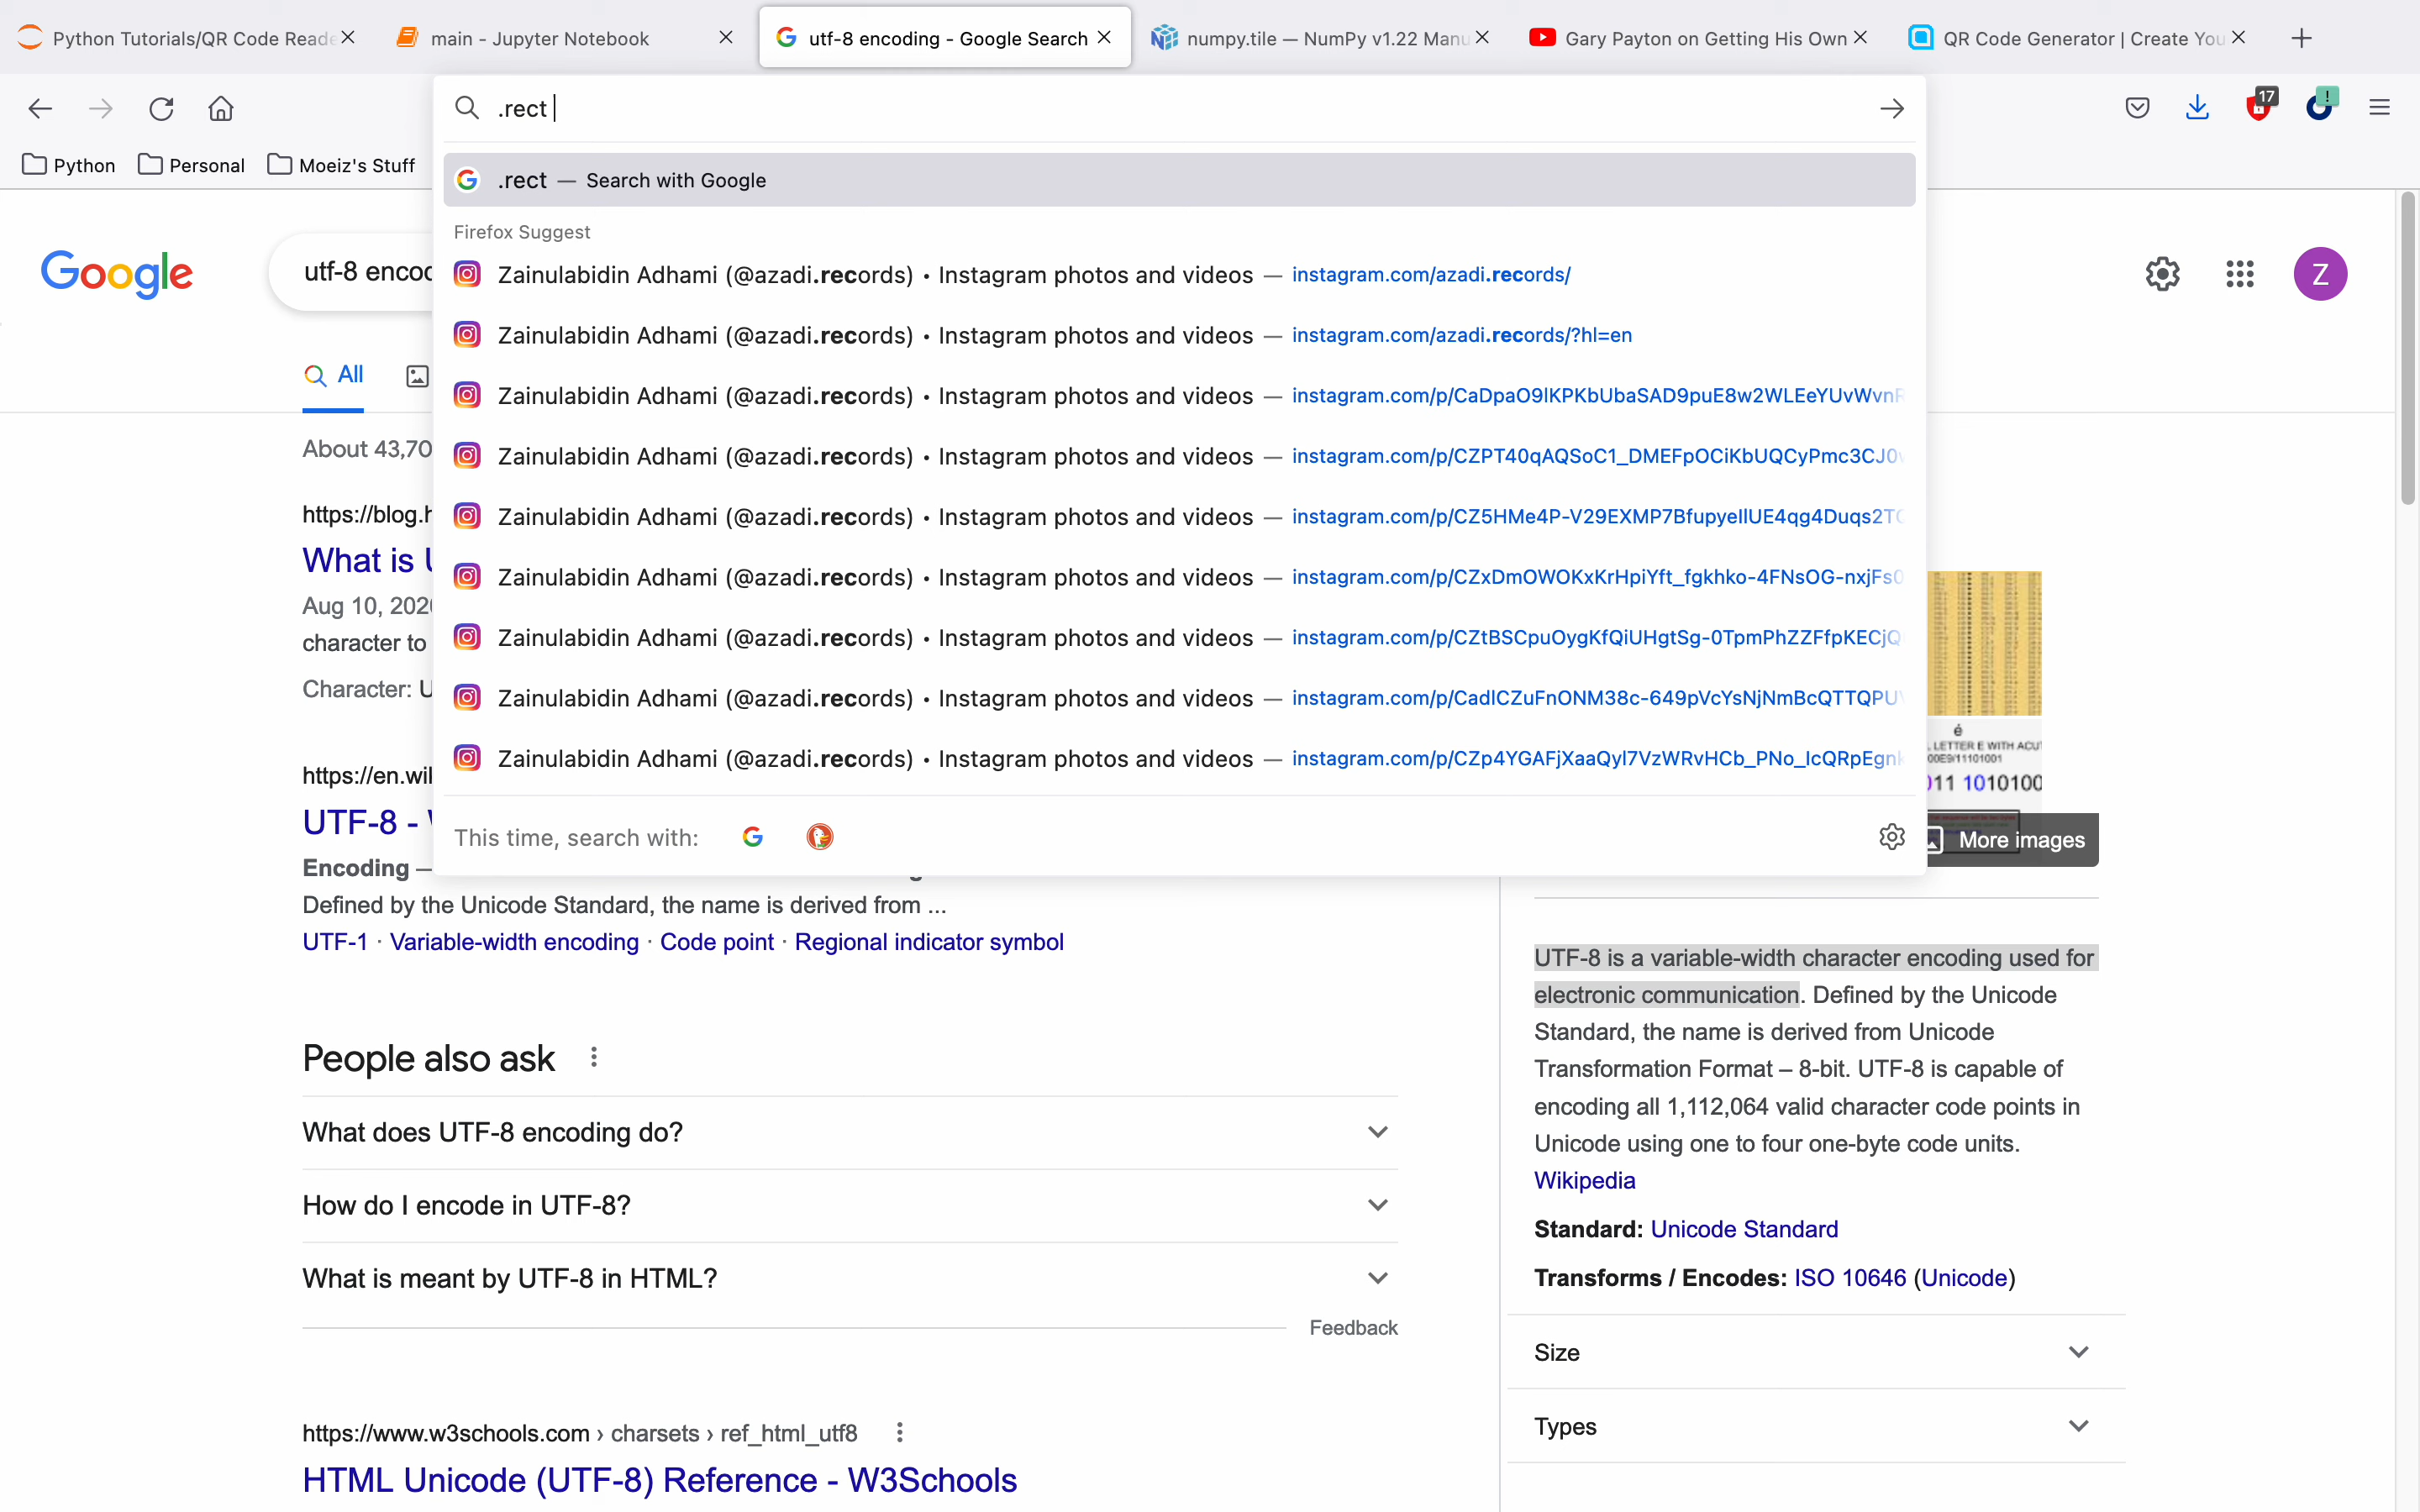 Python Tutorials/QR Code Reade
main - Jupyter Notebook
utf-8 encoding - Google Search
numpy.tile — NumPy v1.22 Manu
Gary Payton on Getting His Own
QR Code Generator | Create You
.rect
17
!
Python
Personal
Moeiz's Stuff
.rect — Search with Google
Firefox Suggest
Google
utf-8 encod
Zainulabidin Adhami (@azadi.records) • Instagram photos and videos — instagram.com/azadi.records/
Z
Zainulabidin Adhami (@azadi.records) • Instagram photos and videos — instagram.com/azadi.records/?hl=en
All
Zainulabidin Adhami (@azadi.records) • Instagram photos and videos — instagram.com/p/CaDpaO9IKPKbUbaSAD9puE8w2WLEeYUvWvnF
About 43,70
Zainulabidin Adhami (@azadi.records) • Instagram photos and videos — instagram.com/p/CZPT40qAQSoC1_DMEFpOCiKbUQCyPmc3CJ0
https://blog.h
Zainulabidin Adhami (@azadi.records) • Instagram photos and videos — instagram.com/p/CZ5HMe4P-V29EXMP7BfupyellUE4qg4Duqs2T
What is U
Zainulabidin Adhami (@azadi.records) • Instagram photos and videos — instagram.com/p/CZxDmOWOKxKrHpiYft_fgkhko-4FNsOG-nxjFs0
Aug 10, 2020
character to
Zainulabidin Adhami (@azadi.records) • Instagram photos and videos — instagram.com/p/CZtBSCpuOygKfQiUHgtSg-0TpmPhZZFfpKECjQ
Character: U
Zainulabidin Adhami (@azadi.records) • Instagram photos and videos — instagram.com/p/CadlCZuFnONM38c-649pVcYsNjNmBcQTTQPU
https://en.wil
Zainulabidin Adhami (@azadi.records) • Instagram photos and videos — instagram.com/p/CZp4YGAFjXaaQyl7VzWRvHCb_PNo_IcQRpEgnk
é
LETTER E WITH ACUT
00E9/11101001
011 1010100
UTF-8 -
This time, search with:
More images
Encoding —
Defined by the Unicode Standard, the name is derived from ...
UTF-1 · Variable-width encoding · Code point · Regional indicator symbol
People also ask
What does UTF-8 encoding do?
How do I encode in UTF-8?
What is meant by UTF-8 in HTML?
Feedback
https://www.w3schools.com › charsets › ref_html_utf8
HTML Unicode (UTF-8) Reference - W3Schools
UTF-8 is a variable-width character encoding used for
electronic communication. Defined by the Unicode
Standard, the name is derived from Unicode
Transformation Format – 8-bit. UTF-8 is capable of
encoding all 1,112,064 valid character code points in
Unicode using one to four one-byte code units.
Wikipedia
Standard: Unicode Standard
Transforms / Encodes: ISO 10646 (Unicode)
Size
Types